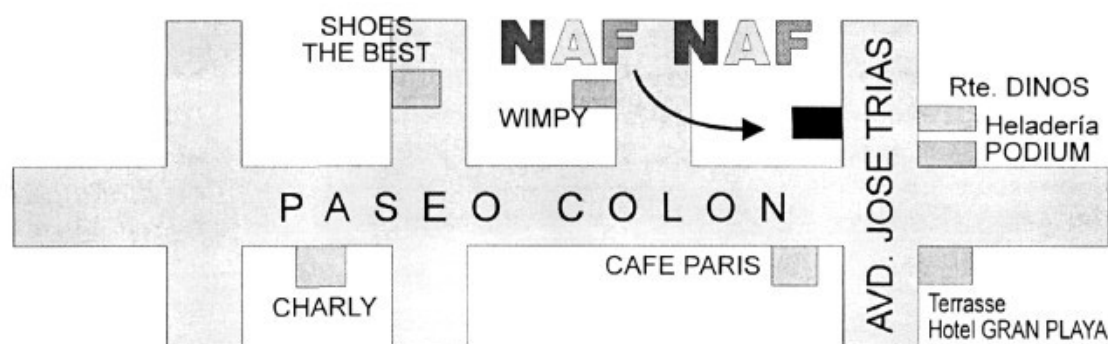 SHOES
THE BEST
NAF NAF
WIMPY
AVD. JOSE TRIAS
Rte. DINOS
Heladería
PODIUM
PASEO COLON
CHARLY
CAFE PARIS
Terrasse
Hotel GRAN PLAYA